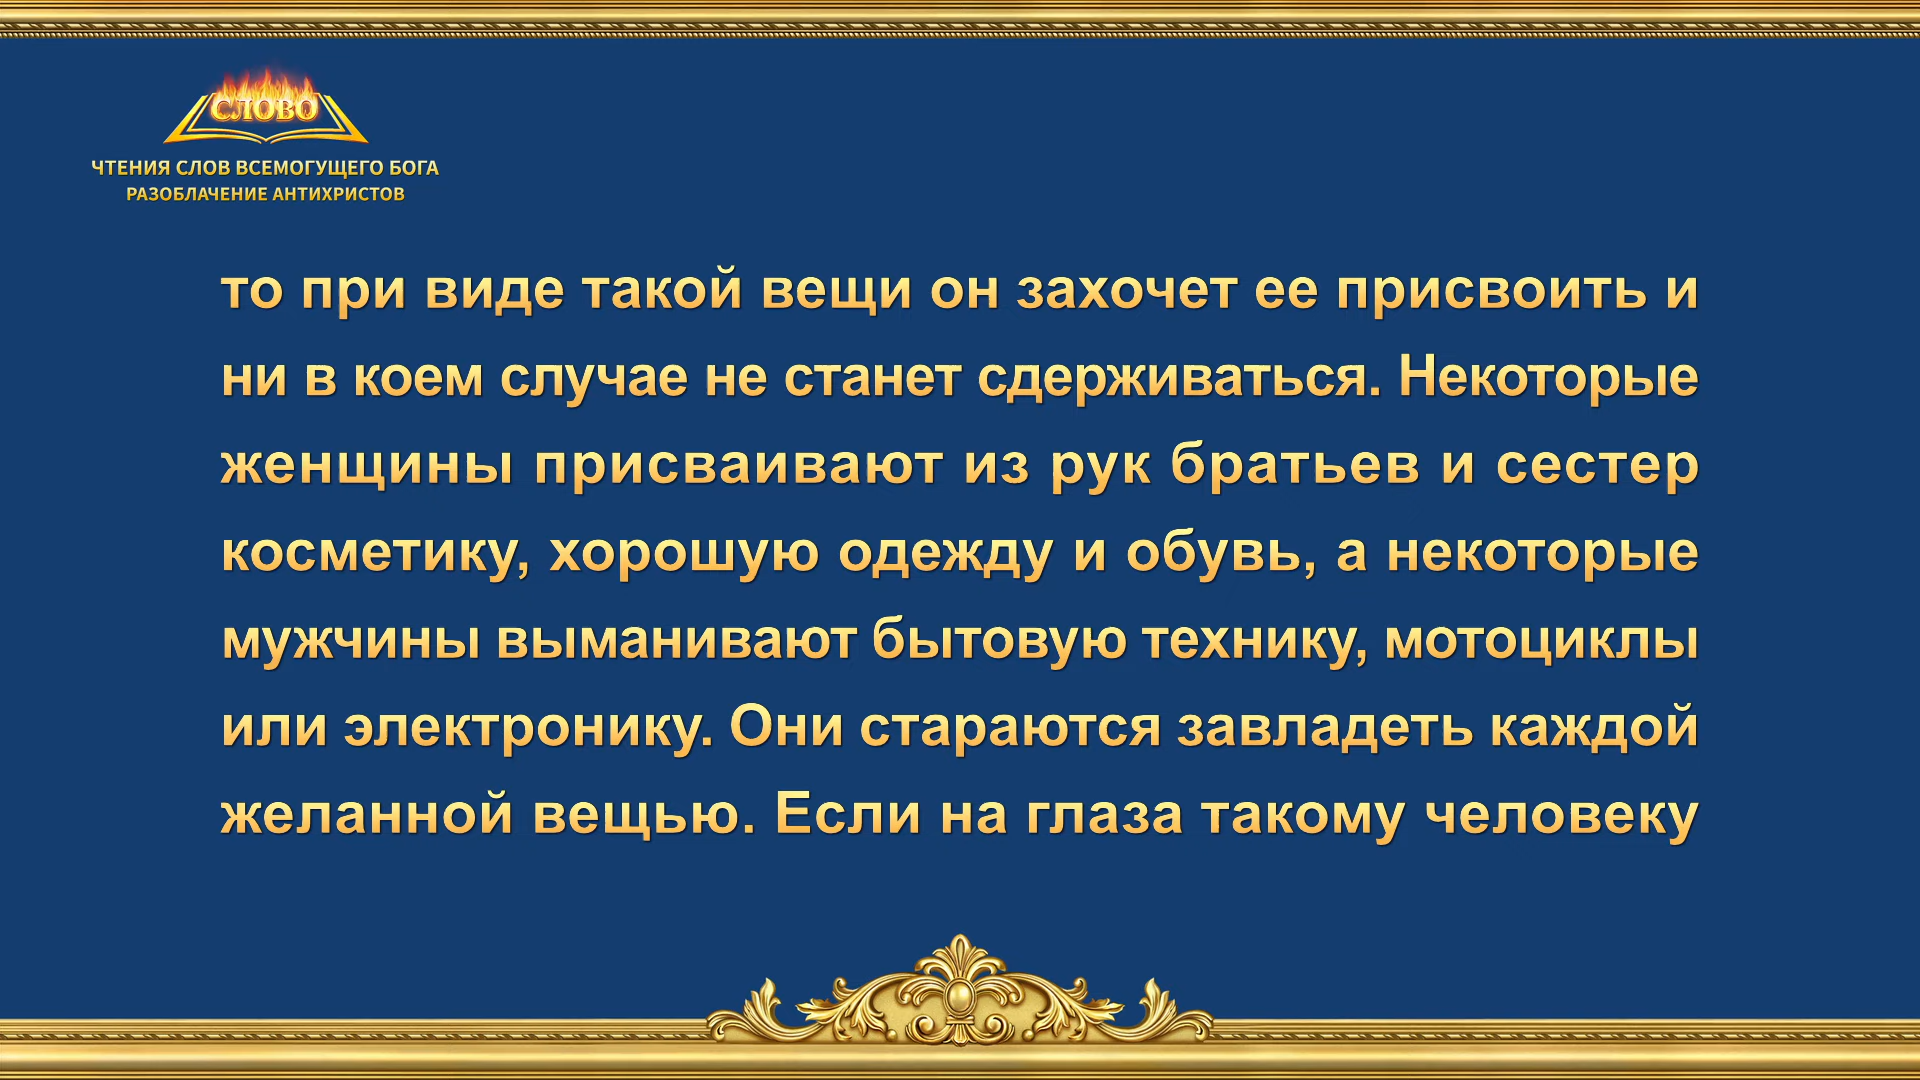 СЛОВО
ЧТЕНИЯ СЛОВ ВСЕМОГУЩЕГО БОГА
РАЗОБЛАЧЕНИЕ АНТИХРИСТОВ
то при виде такой вещи он захочет ее присвоить и
ни в коем случае не станет сдерживаться. Некоторые
женщины присваивают из рук братьев и сестер
косметику, хорошую одежду и обувь, а некоторые
мужчины выманивают бытовую технику, мотоциклы
или электронику. Они стараются завладеть каждой
желанной вещью. Если на глаза такому человеку